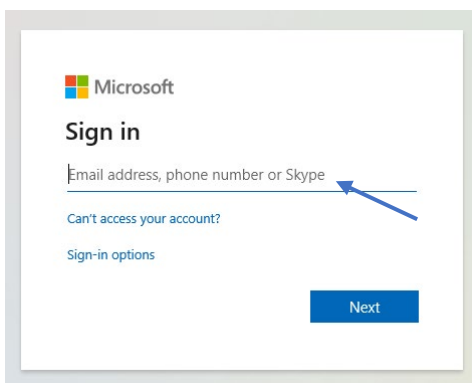 Microsoft
Sign in
Email address, phone number or Skype
Can't access your account?
Sign-in options
Next